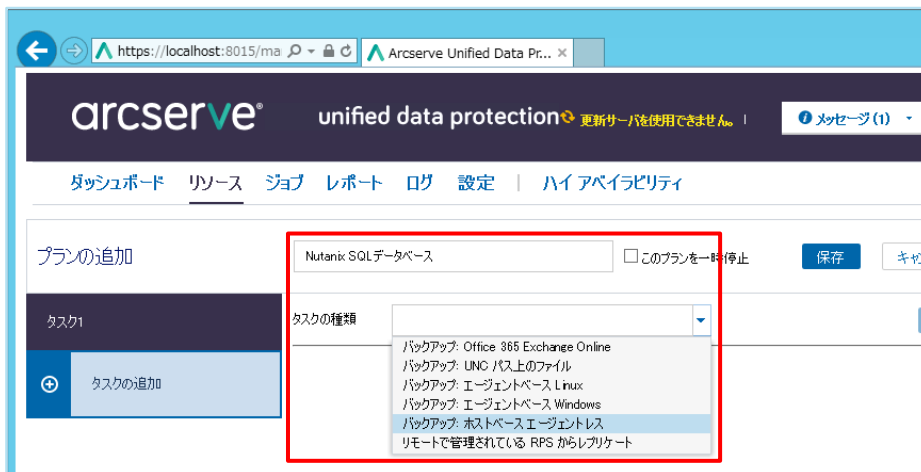 https://localhost:8015/ma
Arcserve Unified Data Pr... ×
arcserve®
unified data protection 更新サーバを使用できません。 |
メッセージ(1)
ダッシュボード リソース ジョブ レポート ログ 設定 | ハイ アベイラビリティ
プランの追加
Nutanix SQLデータベース
このプランを一時停止
保存
キャ
タスク1
タスクの種類
バックアップ: Office 365 Exchange Online
バックアップ: UNC パス上のファイル
バックアップ: エージェントベース Linux
バックアップ: エージェントベース Windows
バックアップ: ホストベース エージェントレス
リモートで管理されている RPS からレプリケート
タスクの追加